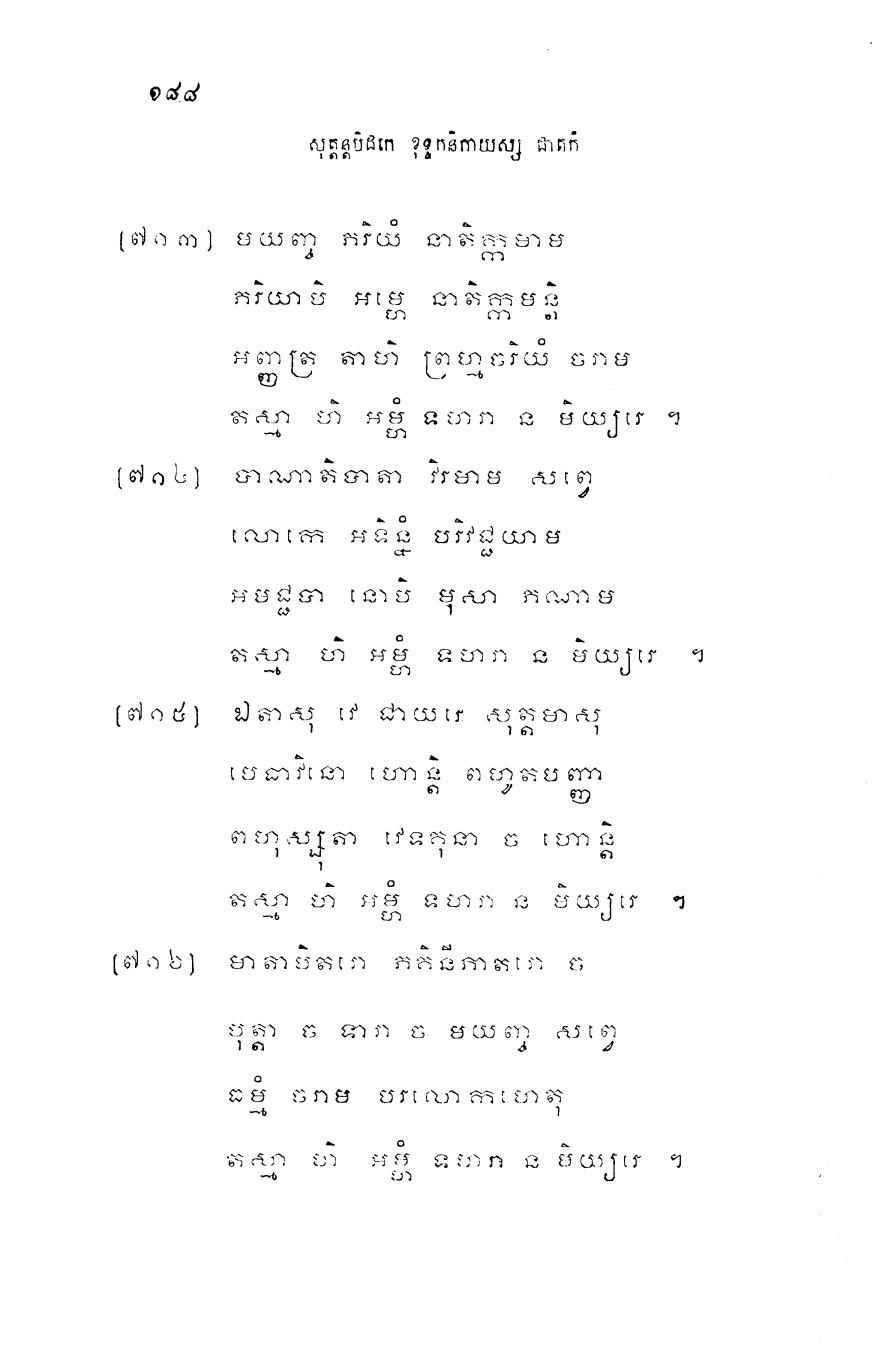 ១៨៨
សុត្តន្តបិដកេ ខុទ្ទកនិកាយស្ស ជាតកំ
[៧១៣] មយញ្ច ភរិយំ នាតិក្កមាម
ភរិយាបិ អម្ហេ នាតិក្កមន្តិ
អញ្ញត្រ តាហិ ព្រហ្មចរិយំ ចរាម
តស្មា ហិ អម្ហំ ទហរា ន មិយ្យរេ ។
[៧១៤] បាណាតិបាតា វិរមាម សព្វេ
លោកេ អទិន្នំ បរិវជ្ជយាម
អមជ្ជបា នោបិ មុសា ភណាម
តស្មា ហិ អម្ហំ ទហរា ន មិយ្យរេ ។
[៧១៥] ឯតាសុ វេ ជាយរេ សុត្តមាសុ
មេធាវិនោ ហោន្តិ ពហូតបញ្ញា
ពហុស្សុតា វេទគុនា ច ហោន្តិ
តស្មា ហិ អម្ហំ ទហរា ន មិយ្យរេ ។
[៧១៦] មាតាបិតរោ ភគិនីភាតរោ ច
បុត្តា ច ទារា ច មយញ្ច សព្វេ
ធម្មំ ចរាម បរលោកហេតុ
តស្មា ហិ អម្ហំ ទហរា ន មិយ្យរេ ។